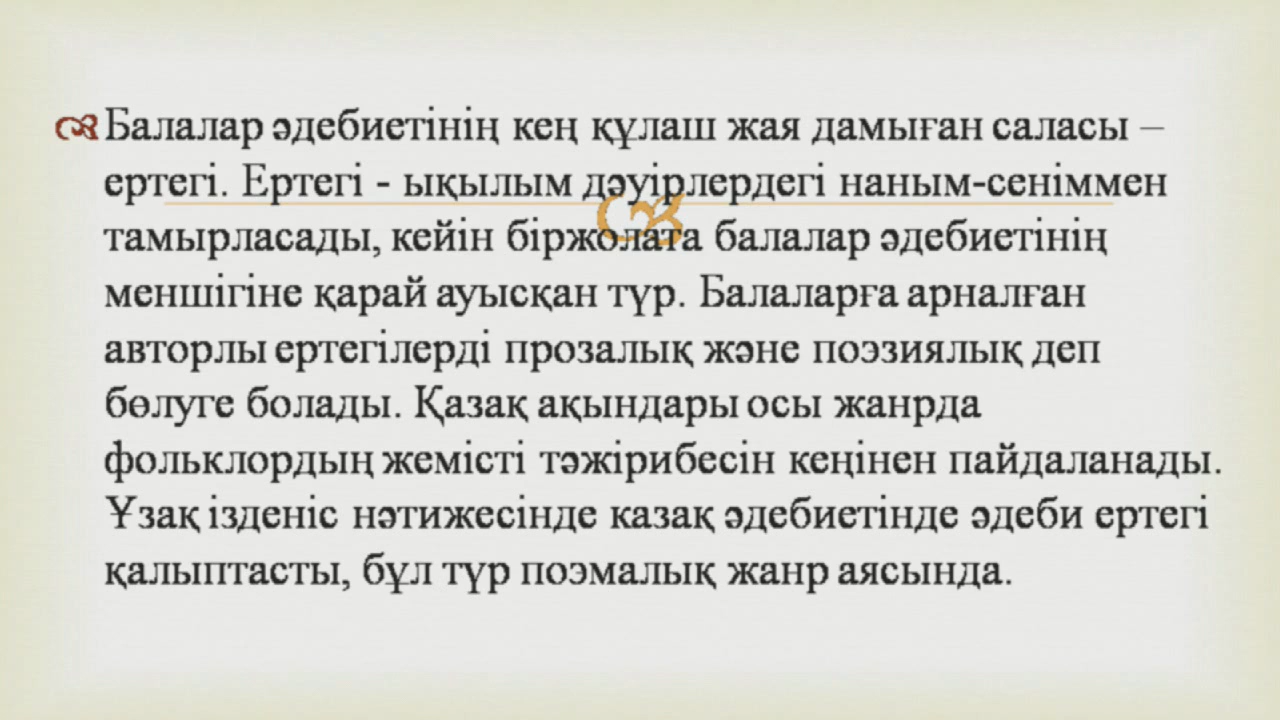 Балалар әдебиетінің кең құлаш жая дамыған саласы –
ертегі. Ертегі - ықылым дәуірлердегі наным-сеніммен
тамырласады, кейін біржолата балалар әдебиетінің
меншігіне қарай ауысқан түр. Балаларға арналған
авторлы ертегілерді прозалық және поэзиялық деп
бөлуге болады. Қазақ ақындары осы жанрда
фольклордың жемісті тәжірибесін кеңінен пайдаланады.
Ұзақ ізденіс нәтижесінде казақ әдебиетінде әдеби ертегі
қалыптасты, бұл түр поэмалық жанр аясында.